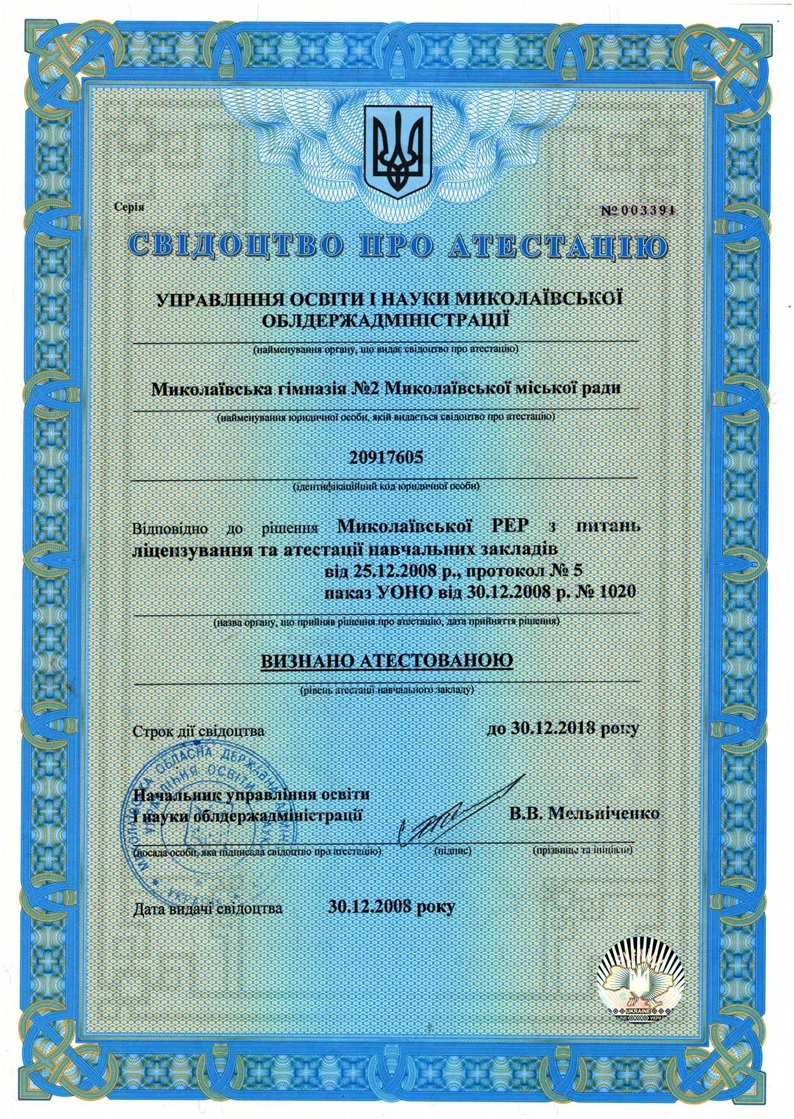 Серія
№ 003391
СВІДОЦТВО ПРО АТЕСТАЦІЮ
УПРАВЛІННЯ ОСВІТИ І НАУКИ МИКОЛАЇВСЬКОЇ
ОБЛДЕРЖАДМІНІСТРАЦІЇ
(найменування органу, що видає свідоцтво про атестацію)
Миколаївська гімназія №2 Миколаївської міської ради
(найменування юридичної особи, якій видається свідоцтво про атестацію)
20917605
(ідентифікаційний код юридичної особи)
Відповідно до рішення Миколаївської РЕР з питань
ліцензування та атестації навчальних закладів
від 25.12.2008 р., протокол № 5
наказ УОНО від 30.12.2008 р. № 1020
(назва органу, що прийняв рішення про атестацію, дата прийняття рішення)
ВИЗНАНО АТЕСТОВАНОЮ
(рівень атестації навчального закладу)
Строк дії свідоцтва до 30.12.2018 року
Начальник управління освіти
і науки облдержадміністрації В.В. Мельніченко
(посада особи, яка підписала свідоцтво про атестацію) (підпис) (прізвище та ініціали)
Дата видачі свідоцтва 30.12.2008 року
UKRAINE